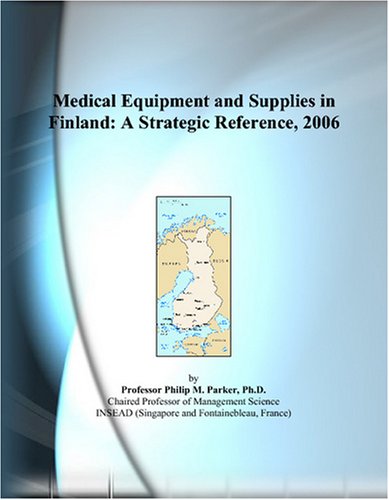 Medical Equipment and Supplies in
Finland: A Strategic Reference, 2006
by
Professor Philip M. Parker, Ph.D.
Chaired Professor of Management Science
INSEAD (Singapore and Fontainebleau, France)